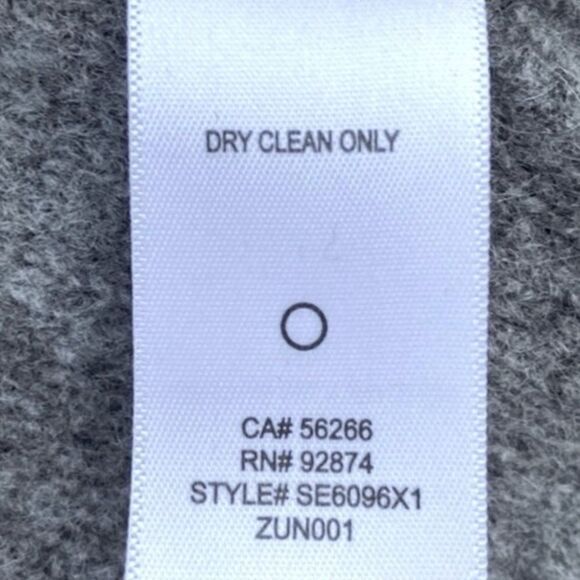 DRY CLEAN ONLY
CA# 56266
RN# 92874
STYLE# SE6096X1
ZUN001